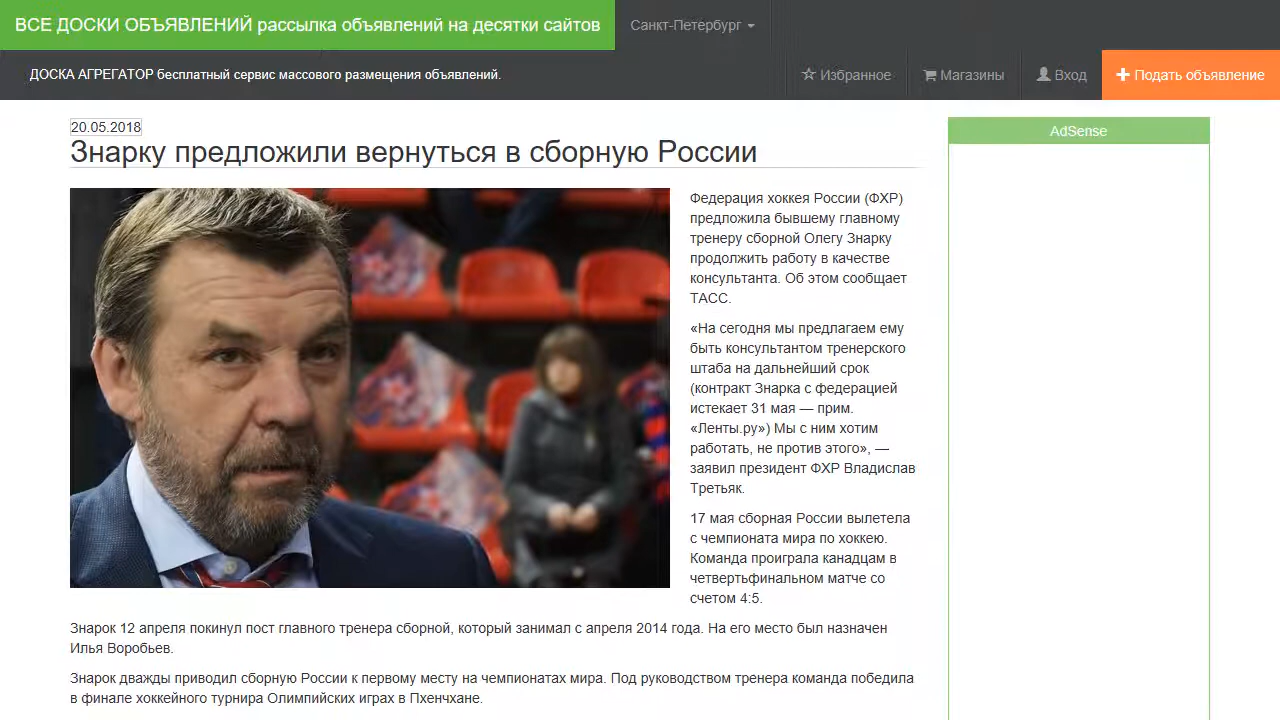 ВСЕ ДОСКИ ОБЪЯВЛЕНИЙ рассылка объявлений на десятки сайтов
Санкт-Петербург
ДОСКА АГРЕГАТОР бесплатный сервис массового размещения объявлений.
Избранное
Магазины
Вход
Подать объявление
20.05.2018
Знарку предложили вернуться в сборную России
AdSense
Федерация хоккея России (ФХР)
предложила бывшему главному
тренеру сборной Олегу Знарку
продолжить работу в качестве
консультанта. Об этом сообщает
ТАСС.
«На сегодня мы предлагаем ему
быть консультантом тренерского
штаба на дальнейший срок
(контракт Знарка с федерацией
истекает 31 мая — прим.
«Ленты.ру») Мы с ним хотим
работать, не против этого», —
заявил президент ФХР Владислав
Третьяк.
17 мая сборная России вылетела
с чемпионата мира по хоккею.
Команда проиграла канадцам в
четвертьфинальном матче со
счетом 4:5.
Знарок 12 апреля покинул пост главного тренера сборной, который занимал с апреля 2014 года. На его место был назначен
Илья Воробьев.
Знарок дважды приводил сборную России к первому месту на чемпионатах мира. Под руководством тренера команда победила
в финале хоккейного турнира Олимпийских играх в Пхенчхане.